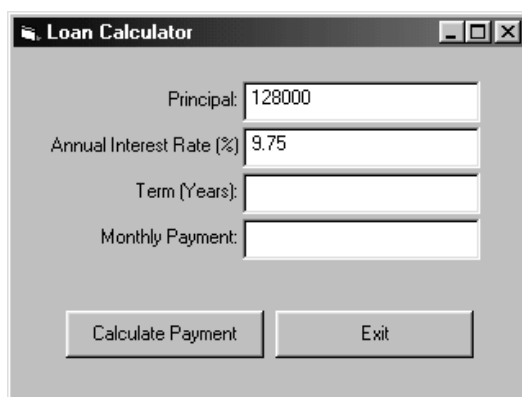 Loan Calculator
Principal: 128000
Annual Interest Rate (%) 9.75
Term (Years):
Monthly Payment:
Calculate Payment Exit